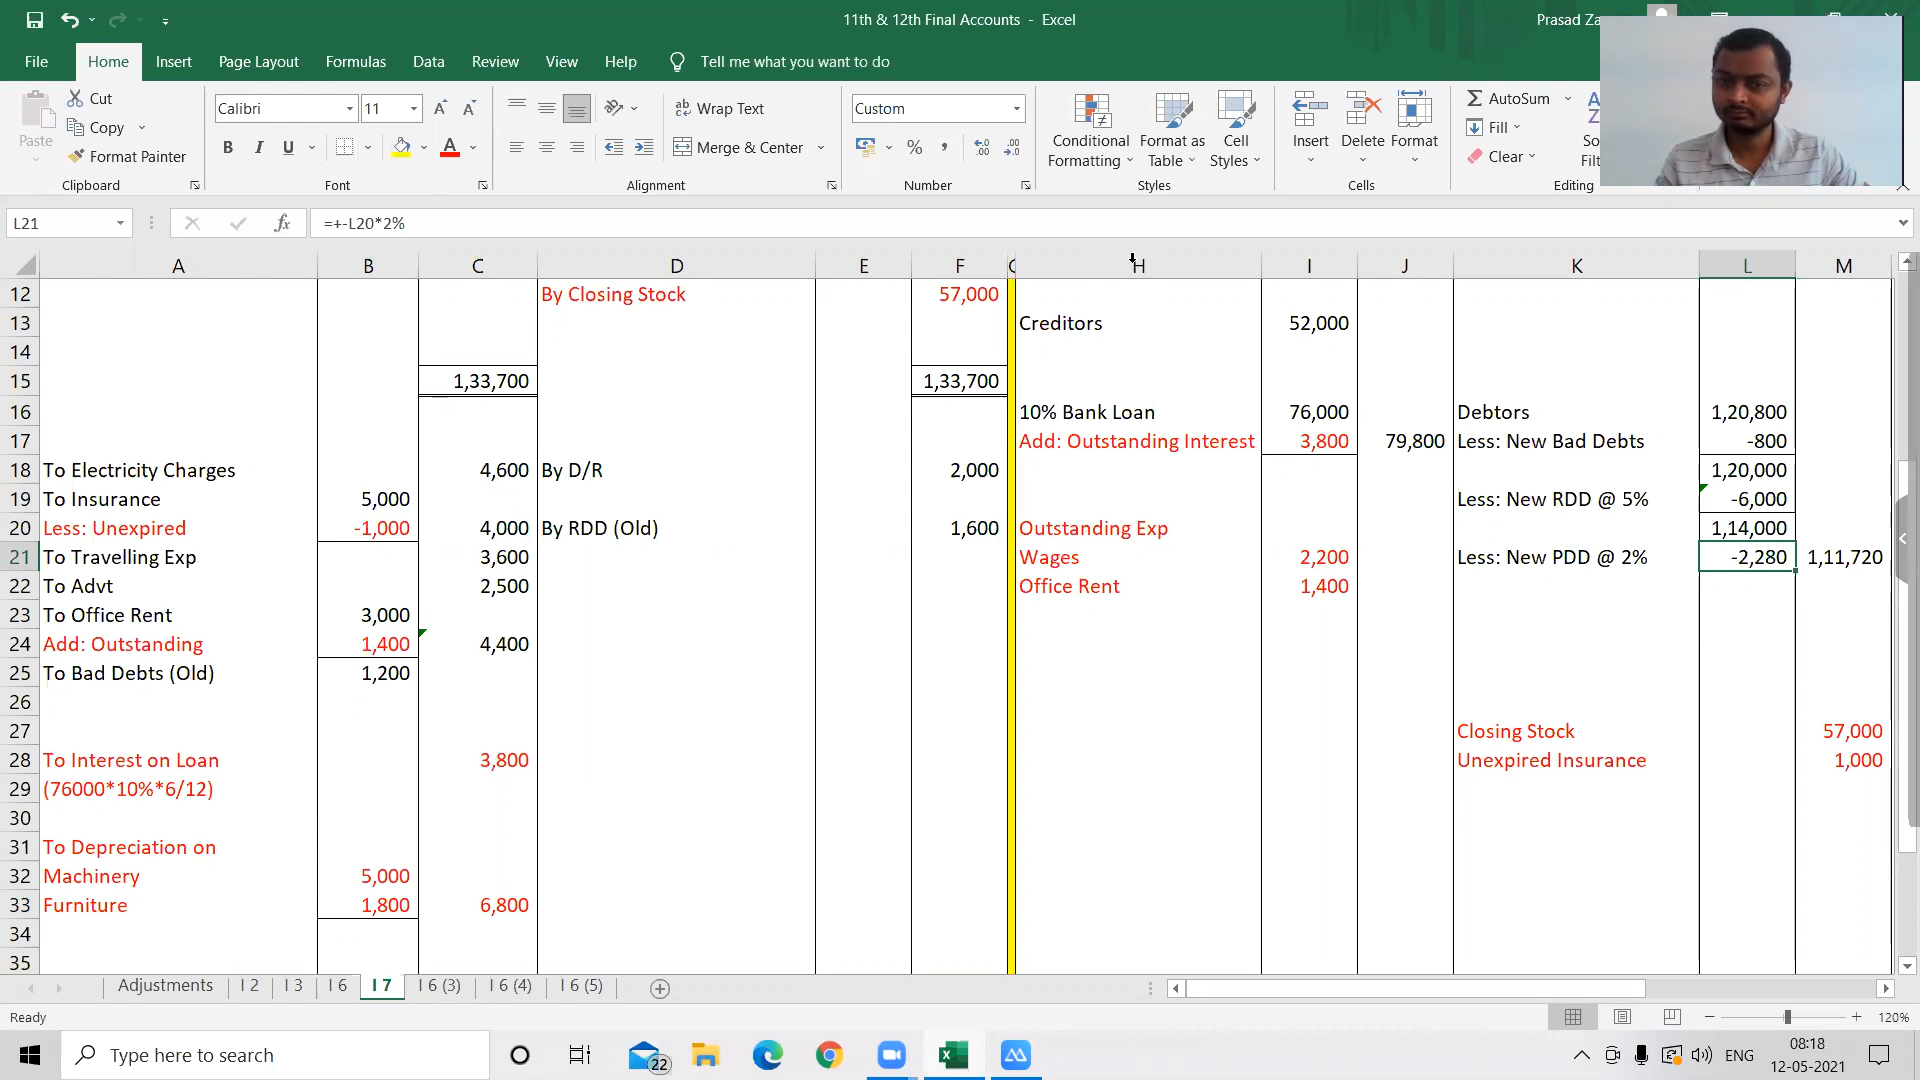 11th & 12th Final Accounts - Excel
Prasad Za
File Home Insert Page Layout Formulas Data Review View Help Tell me what you want to do
Paste
Cut
Copy
Format Painter
Clipboard
Calibri 11
B I U
Font
Wrap Text
Merge & Center
Alignment
Custom
Number
Conditional Formatting
Format as Table
Cell Styles
Styles
Insert Delete Format
Cells
AutoSum
Fill
Clear
Editing
L21 =+-L20*2%
A B C D E F H I J K L M
12 By Closing Stock 57,000
13 Creditors 52,000
14
15 1,33,700 1,33,700
16 10% Bank Loan 76,000 Debtors 1,20,800
17 Add: Outstanding Interest 3,800 79,800 Less: New Bad Debts -800
18 To Electricity Charges 4,600 By D/R 2,000 1,20,000
19 To Insurance 5,000 Less: New RDD @ 5% -6,000
20 Less: Unexpired -1,000 4,000 By RDD (Old) 1,600 Outstanding Exp 1,14,000
21 To Travelling Exp 3,600 Wages 2,200 Less: New PDD @ 2% -2,280 1,11,720
22 To Advt 2,500 Office Rent 1,400
23 To Office Rent 3,000
24 Add: Outstanding 1,400 4,400
25 To Bad Debts (Old) 1,200
26
27 Closing Stock 57,000
28 To Interest on Loan 3,800 Unexpired Insurance 1,000
29 (76000*10%*6/12)
30
31 To Depreciation on
32 Machinery 5,000
33 Furniture 1,800 6,800
34
35
Adjustments I 2 I 3 I 6 I 7 I 6 (3) I 6 (4) I 6 (5)
Ready 120%
Type here to search 22 ENG 08:18
12-05-2021